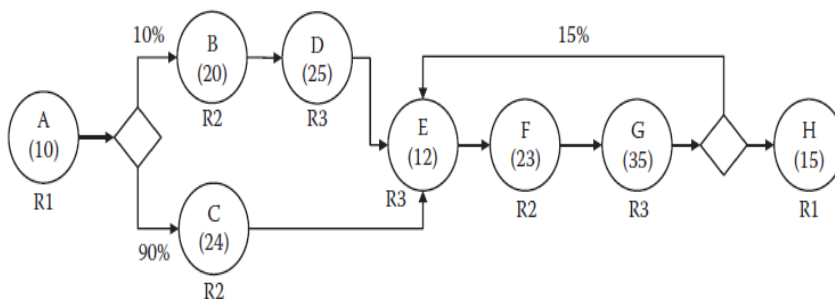 10%
B
(20)
R2
D
(25)
R3
15%
A
(10)
R1
E
(12)
R3
F
(23)
R2
G
(35)
R3
H
(15)
R1
90%
C
(24)
R2